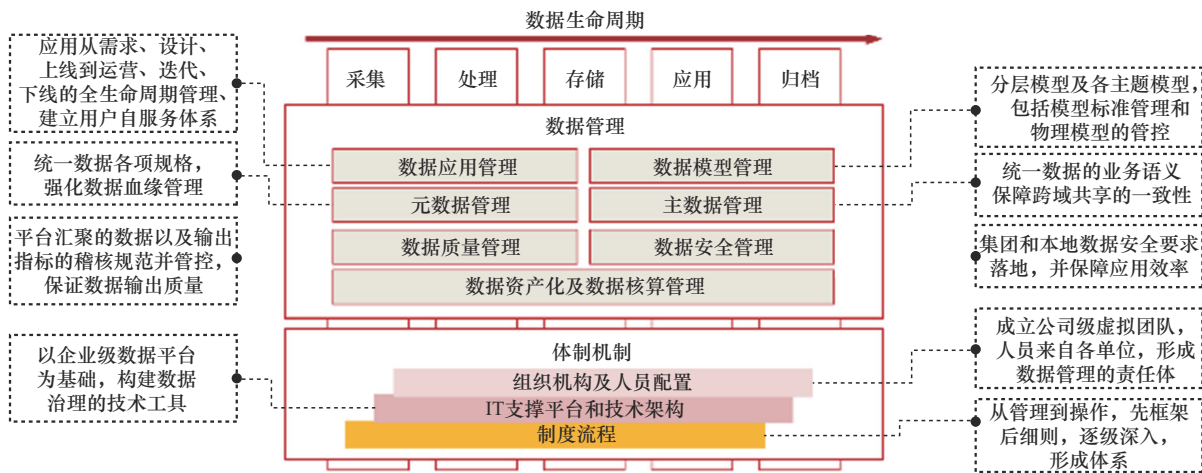 数据生命周期
采集
处理
存储
应用
归档
应用从需求、设计、
上线到运营、迭代、
下线的全生命周期管理、
建立用户自服务体系
统一数据各项规格，
强化数据血缘管理
平台汇聚的数据以及输出
指标的稽核规范并管控，
保证数据输出质量
以企业级数据平台
为基础，构建数据
治理的技术工具
数据管理
数据应用管理
数据模型管理
元数据管理
主数据管理
数据质量管理
数据安全管理
数据资产化及数据核算管理
体制机制
组织机构及人员配置
IT支撑平台和技术架构
制度流程
分层模型及各主题模型，
包括模型标准管理和
物理模型的管控
统一数据的业务语义
保障跨域共享的一致性
集团和本地数据安全要求
落地，并保障应用效率
成立公司级虚拟团队，
人员来自各单位，形成
数据管理的责任体
从管理到操作，先框架
后细则，逐级深入，
形成体系